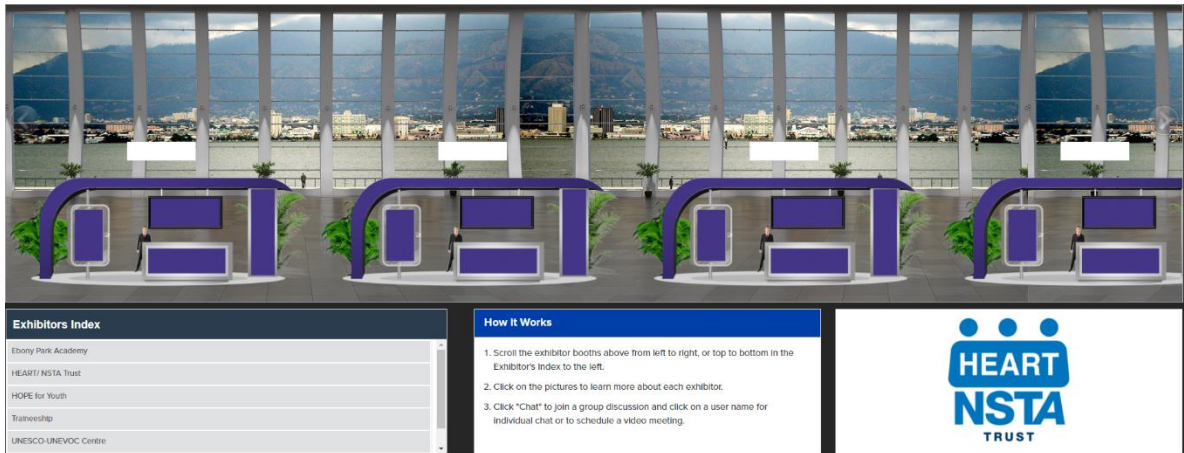 Exhibitors Index
Ebony Park Academy
HEART/ NSTA Trust
HOPE for Youth
Traineeship
UNESCO-UNEVOC Centre
How It Works
1. Scroll the exhibitor booths above from left to right, or top to bottom in the
Exhibitor's Index to the left.
2. Click on the pictures to learn more about each exhibitor.
3. Click "Chat" to join a group discussion and click on a user name for
individual chat or to schedule a video meeting.
HEART
NSTA
TRUST